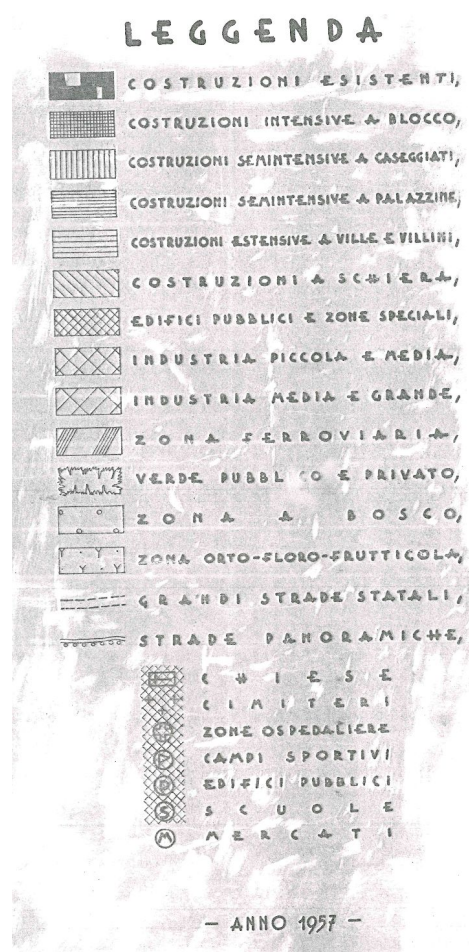 LEGGENDA
COSTRUZIONI ESISTENTI,
COSTRUZIONI INTENSIVE A BLOCCO,
COSTRUZIONI SEMINTENSIVE A CASEGGIATI,
COSTRUZIONI SEMINTENSIVE A PALAZZINE,
COSTRUZIONI ESTENSIVE A VILLE E VILLINI,
COSTRUZIONI A SCHIERA,
EDIFICI PUBBLICI E ZONE SPECIALI,
INDUSTRIA PICCOLA E MEDIA,
INDUSTRIA MEDIA E GRANDE,
ZONA FERROVIARIA,
VERDE PUBBLICO E PRIVATO,
ZONA A BOSCO,
ZONA ORTO-FLORO-FRUTTICOLA,
GRANDI STRADE STATALI,
STRADE PANORAMICHE,
CHIESE
CIMITERI
ZONE OSPEDALIERE
CAMPI SPORTIVI
P EDIFICI PUBBLICI
S SCUOLE
M MERCATI
— ANNO 1957 —